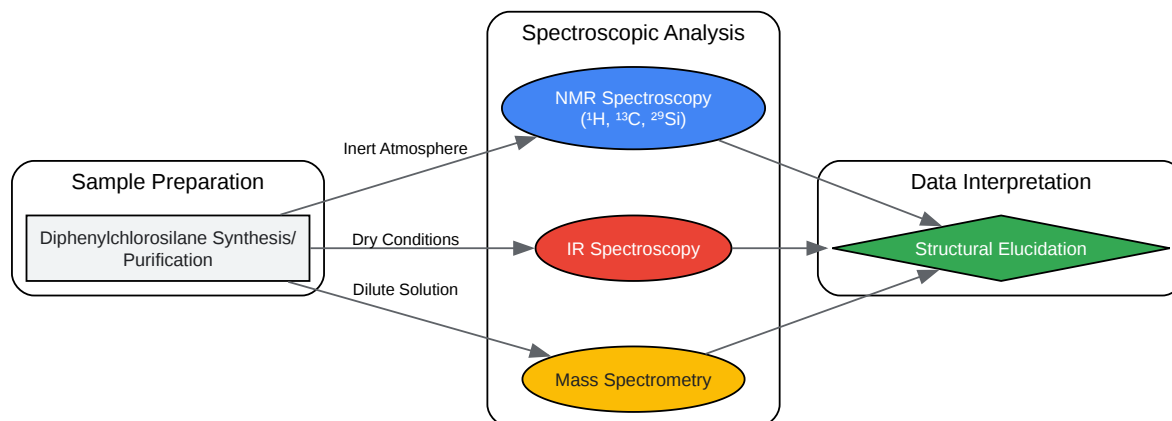 Sample Preparation
Diphenylchlorosilane Synthesis/
Purification
Inert Atmosphere
Dry Conditions
Dilute Solution
Spectroscopic Analysis
NMR Spectroscopy
(¹H, ¹³C, ²⁹Si)
IR Spectroscopy
Mass Spectrometry
Data Interpretation
Structural Elucidation